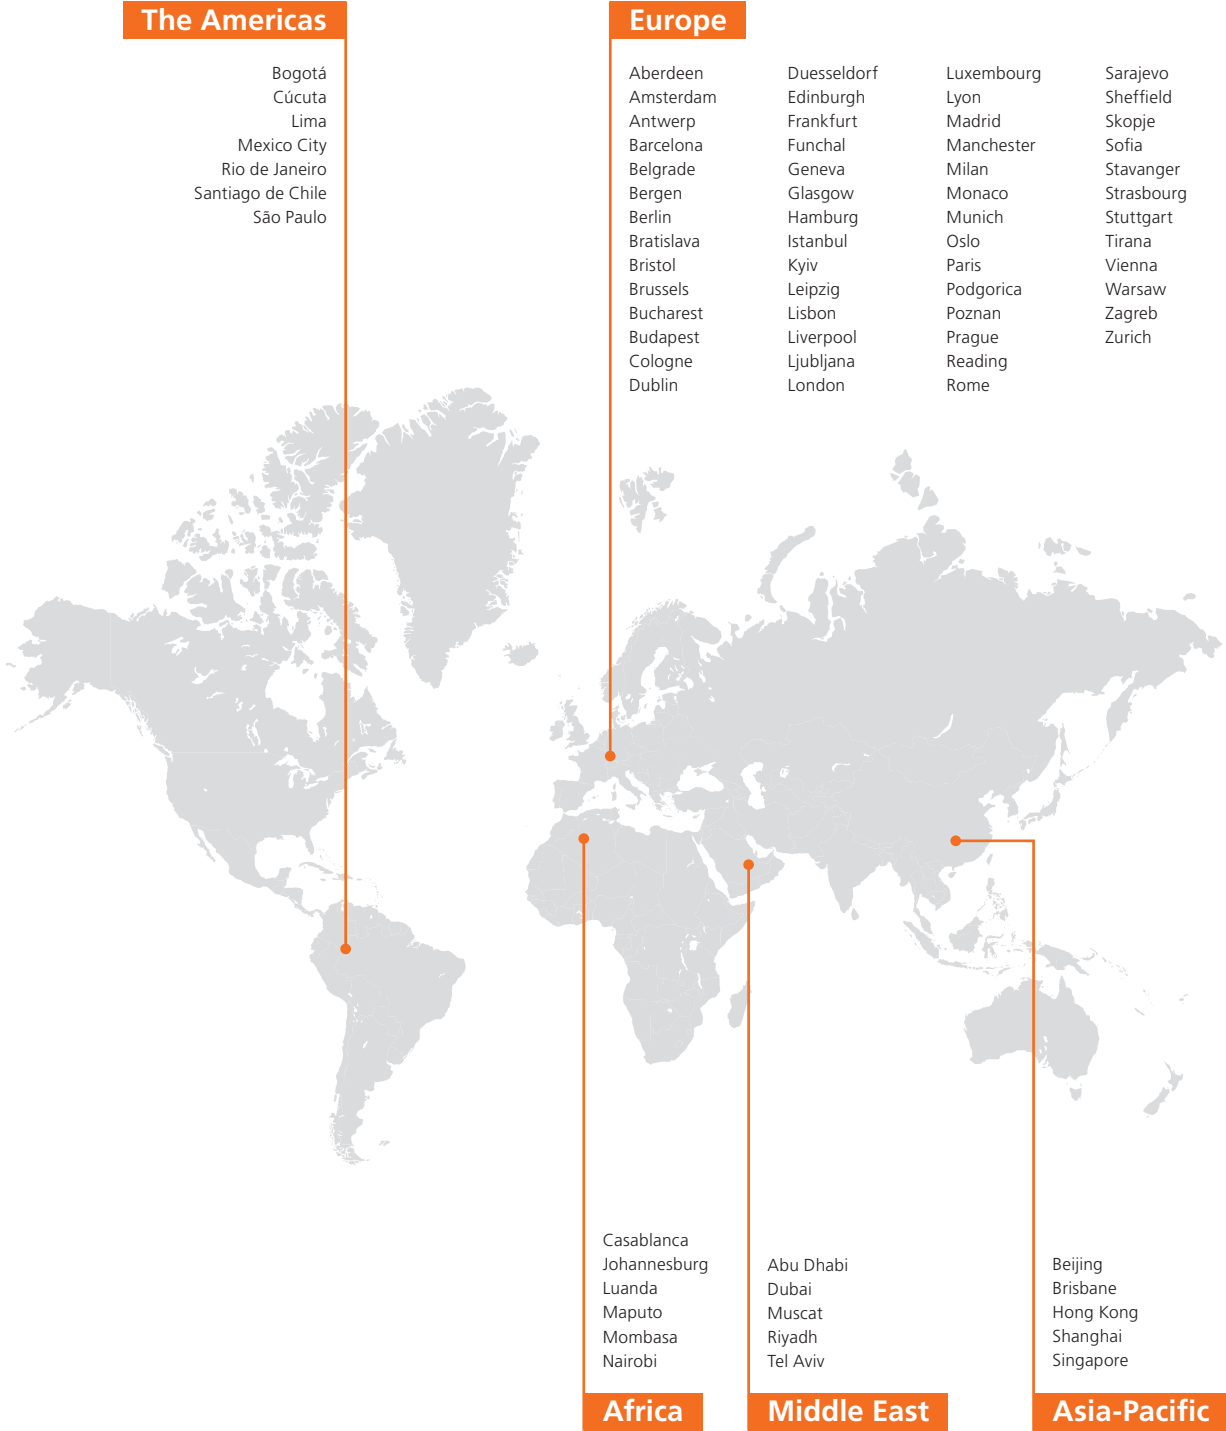 The Americas
Bogotá
Cúcuta
Lima
Mexico City
Rio de Janeiro
Santiago de Chile
São Paulo
Europe
Aberdeen
Amsterdam
Antwerp
Barcelona
Belgrade
Bergen
Berlin
Bratislava
Bristol
Brussels
Bucharest
Budapest
Cologne
Dublin
Duesseldorf
Edinburgh
Frankfurt
Funchal
Geneva
Glasgow
Hamburg
Istanbul
Kyiv
Leipzig
Lisbon
Liverpool
Ljubljana
London
Luxembourg
Lyon
Madrid
Manchester
Milan
Monaco
Munich
Oslo
Paris
Podgorica
Poznan
Prague
Reading
Rome
Sarajevo
Sheffield
Skopje
Sofia
Stavanger
Strasbourg
Stuttgart
Tirana
Vienna
Warsaw
Zagreb
Zurich
Casablanca
Johannesburg
Luanda
Maputo
Mombasa
Nairobi
Africa
Abu Dhabi
Dubai
Muscat
Riyadh
Tel Aviv
Middle East
Beijing
Brisbane
Hong Kong
Shanghai
Singapore
Asia-Pacific